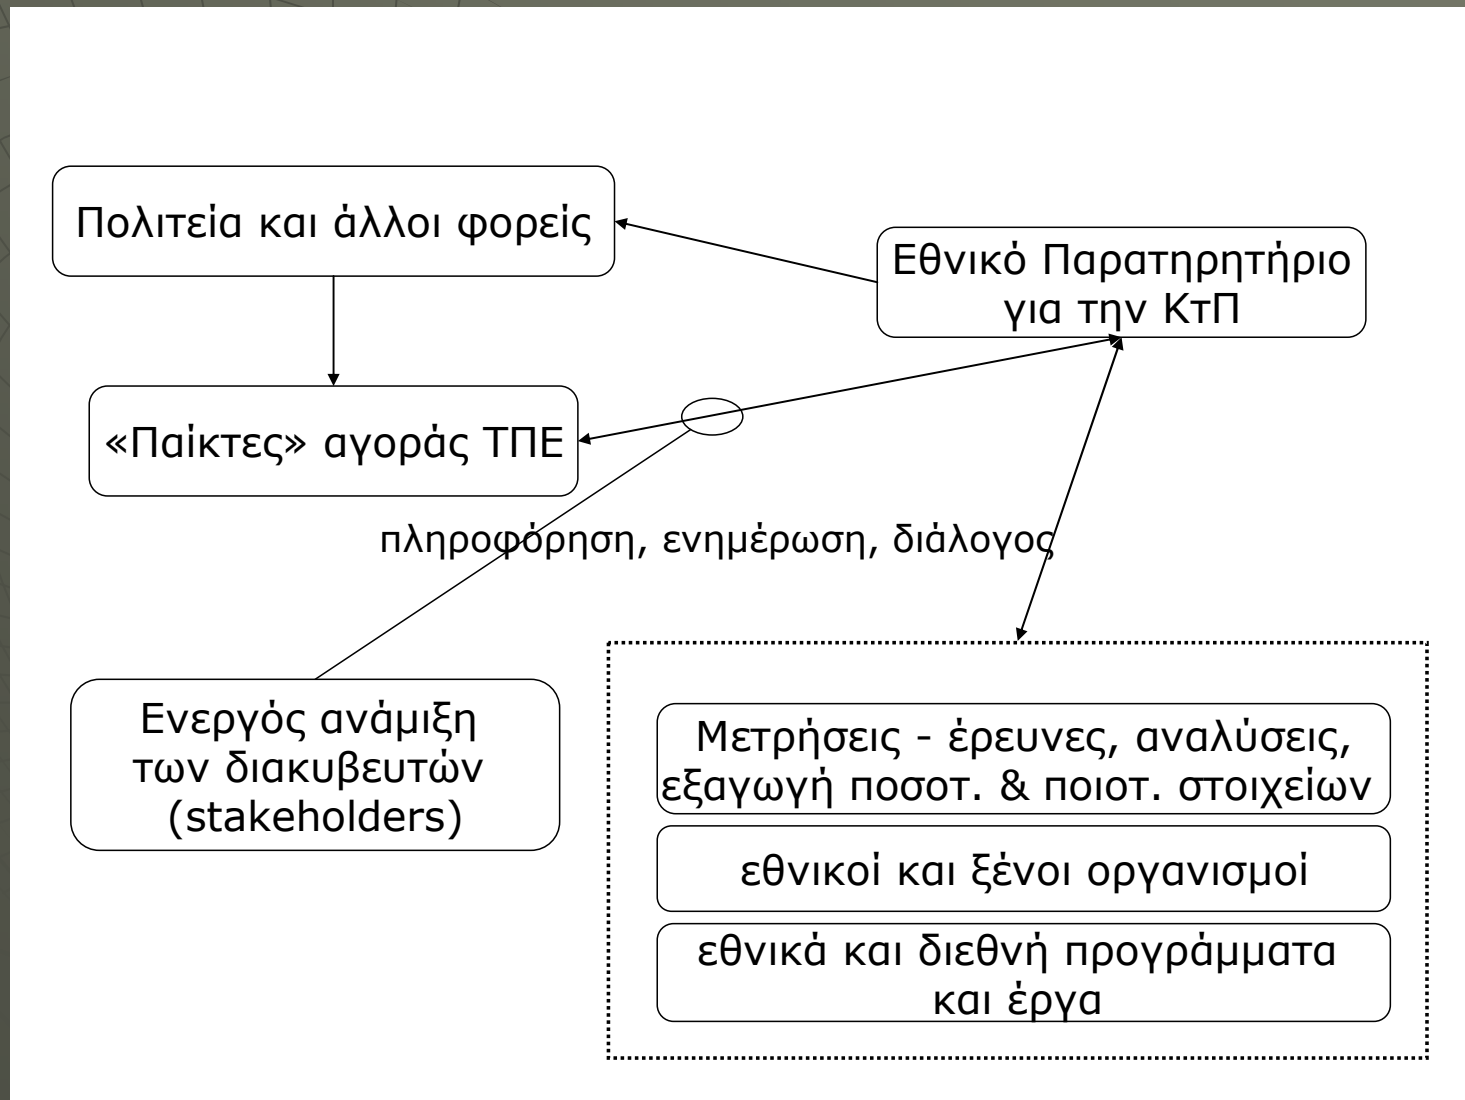 Πολιτεία και άλλοι φορείς
Εθνικό Παρατηρητήριο
για την ΚτΠ
«Παίκτες» αγοράς ΤΠΕ
πληροφόρηση, ενημέρωση, διάλογος
Ενεργός ανάμιξη
των διακυβευτών
(stakeholders)
Μετρήσεις - έρευνες, αναλύσεις,
εξαγωγή ποσοτ. & ποιοτ. στοιχείων
εθνικοί και ξένοι οργανισμοί
εθνικά και διεθνή προγράμματα
και έργα